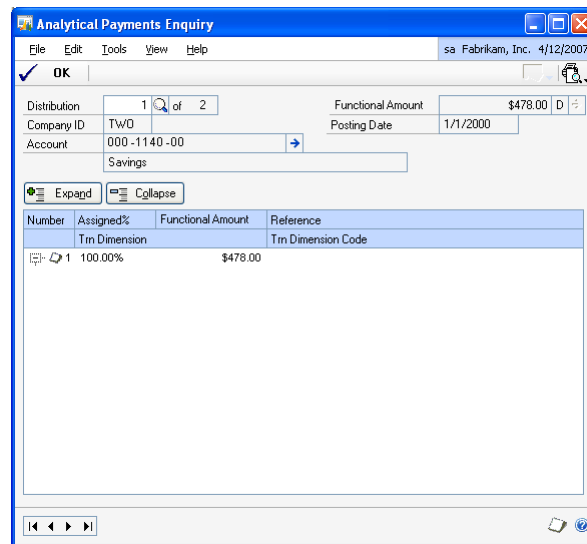 Analytical Payments Enquiry
File Edit Tools View Help sa Fabrikam, Inc. 4/12/2007
OK
Distribution 1 of 2 Functional Amount $478.00 D
Company ID TWO Posting Date 1/1/2000
Account 000-1140-00
Savings
Expand Collapse
Number Assigned% Functional Amount Reference
Trn Dimension Trn Dimension Code
1 100.00% $478.00